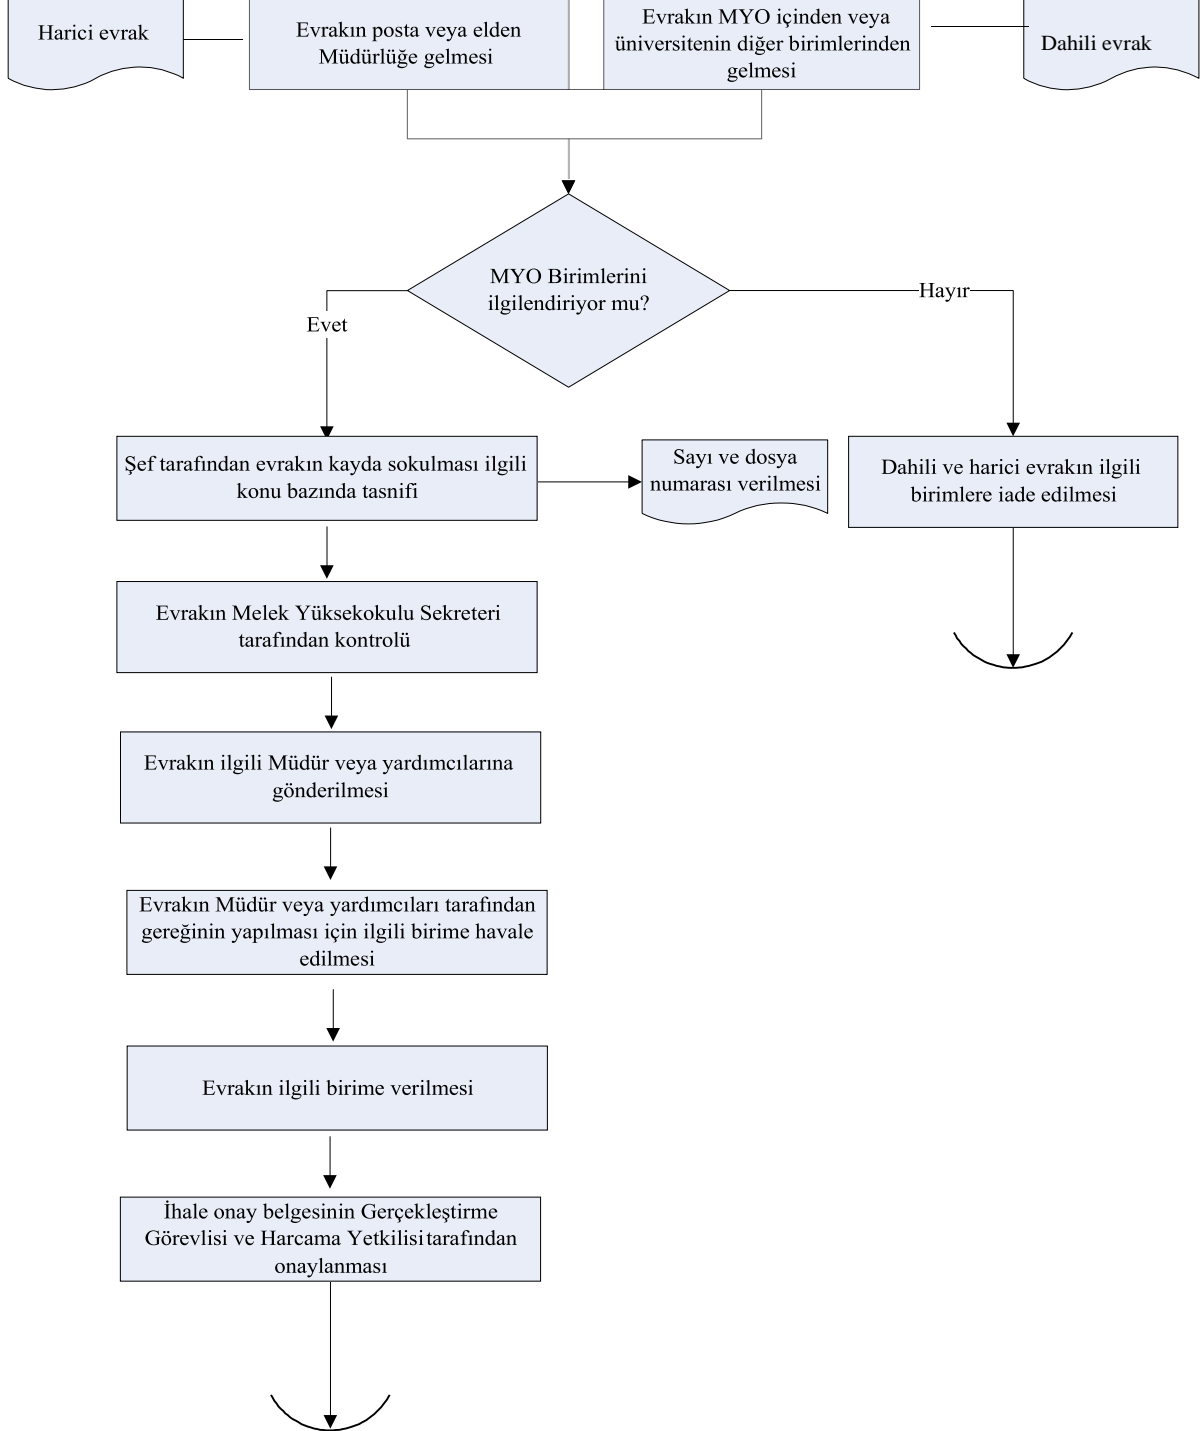 Harici evrak
Evrakın posta veya elden
Müdürlüğe gelmesi
Evrakın MYO içinden veya
üniversitenin diğer birimlerinden
gelmesi
Dahili evrak
MYO Birimlerini
ilgilendiriyor mu?
Evet
Hayır
Şef tarafından evrakın kayda sokulması ilgili
konu bazında tasnifi
Sayı ve dosya
numarası verilmesi
Dahili ve harici evrakın ilgili
birimlere iade edilmesi
Evrakın Melek Yüksekokulu Sekreteri
tarafından kontrolü
Evrakın ilgili Müdür veya yardımcılarına
gönderilmesi
Evrakın Müdür veya yardımcıları tarafından
gereğinin yapılması için ilgili birime havale
edilmesi
Evrakın ilgili birime verilmesi
İhale onay belgesinin Gerçekleştirme
Görevlisi ve Harcama Yetkilisi tarafından
onaylanması